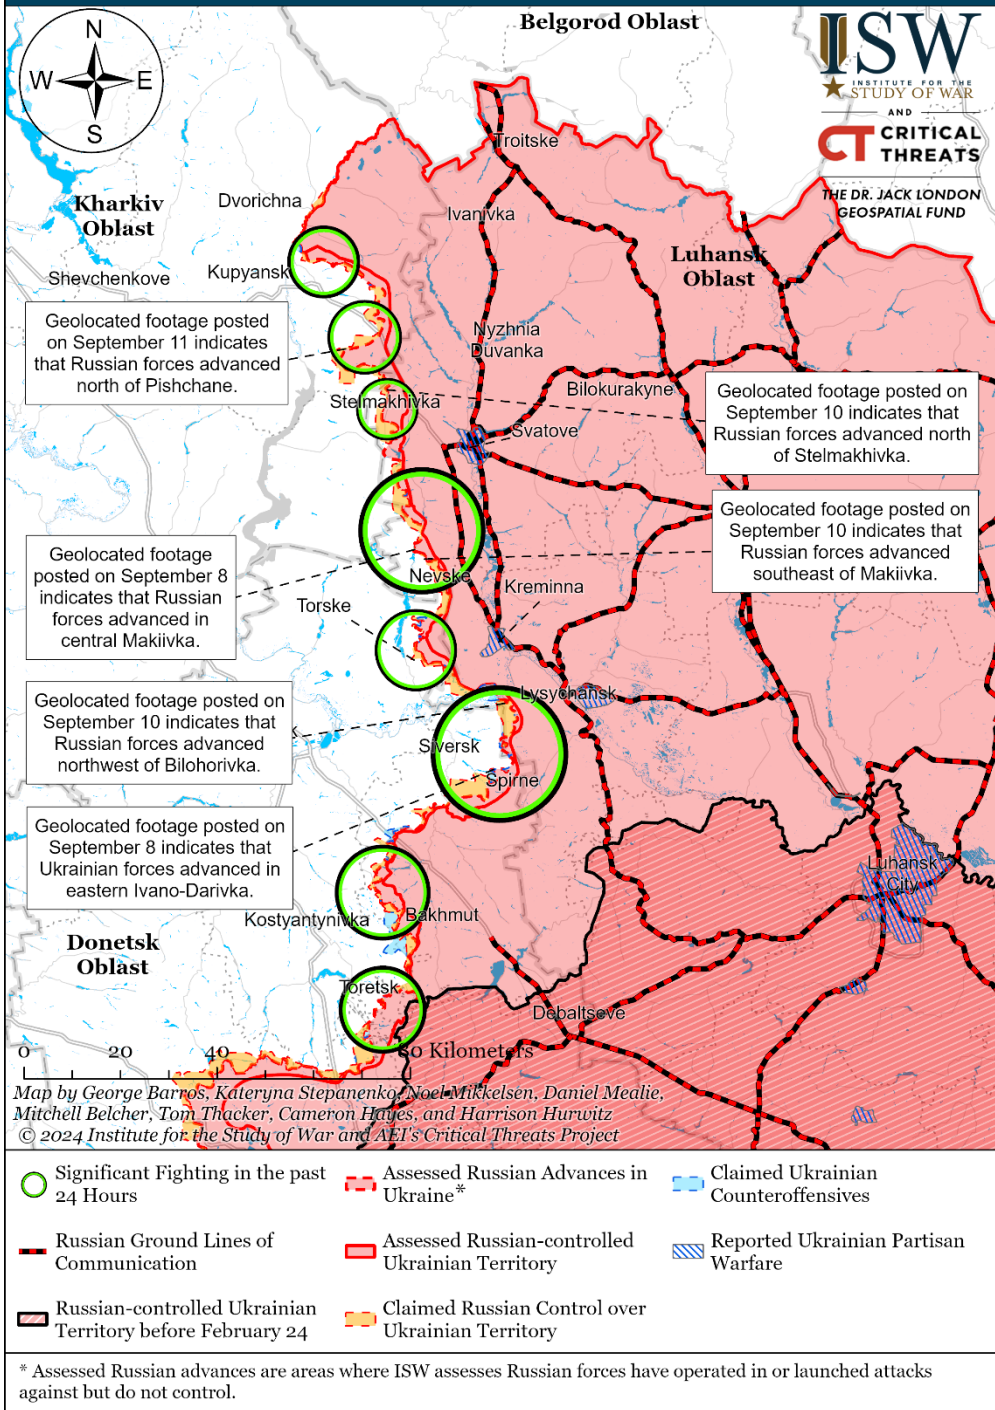 Belgorod Oblast
N
W
E
S
ISW
INSTITUTE FOR THE
STUDY OF WAR
AND
CT CRITICAL
THREATS
THE DR. JACK LONDON
GEOSPATIAL FUND
Troitske
Dvorichna
Kharkiv
Oblast
Ivanivka
Luhansk
Oblast
Shevchenkove
Kupyansk
Geolocated footage posted
on September 11 indicates
that Russian forces advanced
north of Pishchane.
Nyzhnia
Duvanka
Bilokurakyne
Stelmakhivka
Svatove
Geolocated footage posted on
September 10 indicates that
Russian forces advanced north
of Stelmakhivka.
Geolocated footage posted on
September 10 indicates that
Russian forces advanced
southeast of Makiivka.
Geolocated footage
posted on September 8
indicates that Russian
forces advanced in
central Makiivka.
Nevske
Kreminna
Torske
Geolocated footage posted on
September 10 indicates that
Russian forces advanced
northwest of Bilohorivka.
Lysychansk
Siversk
Spirne
Geolocated footage posted on
September 8 indicates that
Ukrainian forces advanced in
eastern Ivano-Darivka.
Luhansk
City
Kostyantynivka
Bakhmut
Donetsk
Oblast
Toretsk
Debaltseve
0 20 40 80 Kilometers
Map by George Barros, Kateryna Stepanenko, Noel Mikkelsen, Daniel Mealie,
Mitchell Belcher, Tom Thacker, Cameron Hayes, and Harrison Hurwitz
© 2024 Institute for the Study of War and AEI's Critical Threats Project
Significant Fighting in the past
24 Hours
Assessed Russian Advances in
Ukraine*
Claimed Ukrainian
Counteroffensives
Russian Ground Lines of
Communication
Assessed Russian-controlled
Ukrainian Territory
Reported Ukrainian Partisan
Warfare
Russian-controlled Ukrainian
Territory before February 24
Claimed Russian Control over
Ukrainian Territory
* Assessed Russian advances are areas where ISW assesses Russian forces have operated in or launched attacks
against but do not control.